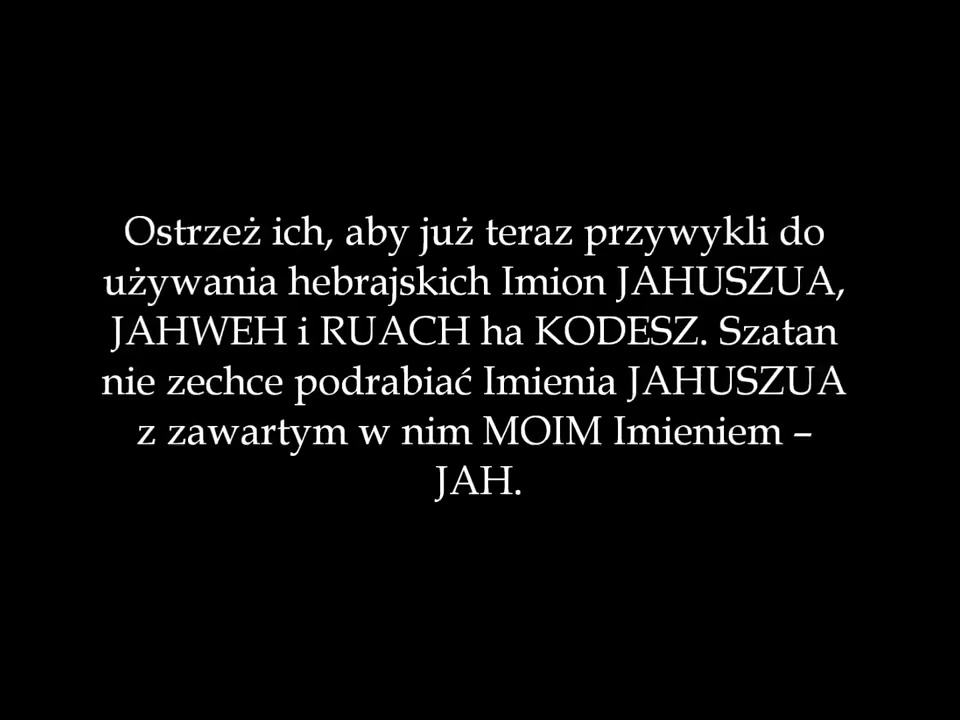 Ostrzeż ich, aby już teraz przywykli do
używania hebrajskich Imion JAHUSZUA,
JAHWEH i RUACH ha KODESZ. Szatan
nie zechce podrabiać Imienia JAHUSZUA
z zawartym w nim MOIM Imieniem –
JAH.